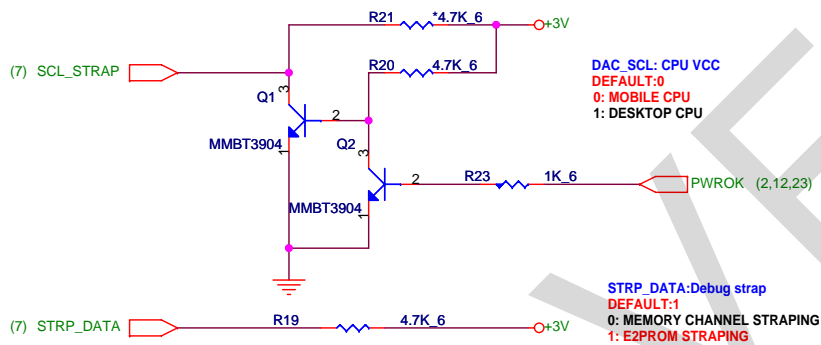 R21 *4.7K_6
+3V
R20 4.7K_6
(7) SCL_STRAP
DAC_SCL: CPU VCC
DEFAULT:0
0: MOBILE CPU
1: DESKTOP CPU
Q1
3
2
1
MMBT3904
Q2
3
2
1
MMBT3904
R23 1K_6
PWROK (2,12,23)
STRP_DATA:Debug strap
DEFAULT:1
0: MEMORY CHANNEL STRAPING
1: E2PROM STRAPING
(7) STRP_DATA
R19 4.7K_6
+3V